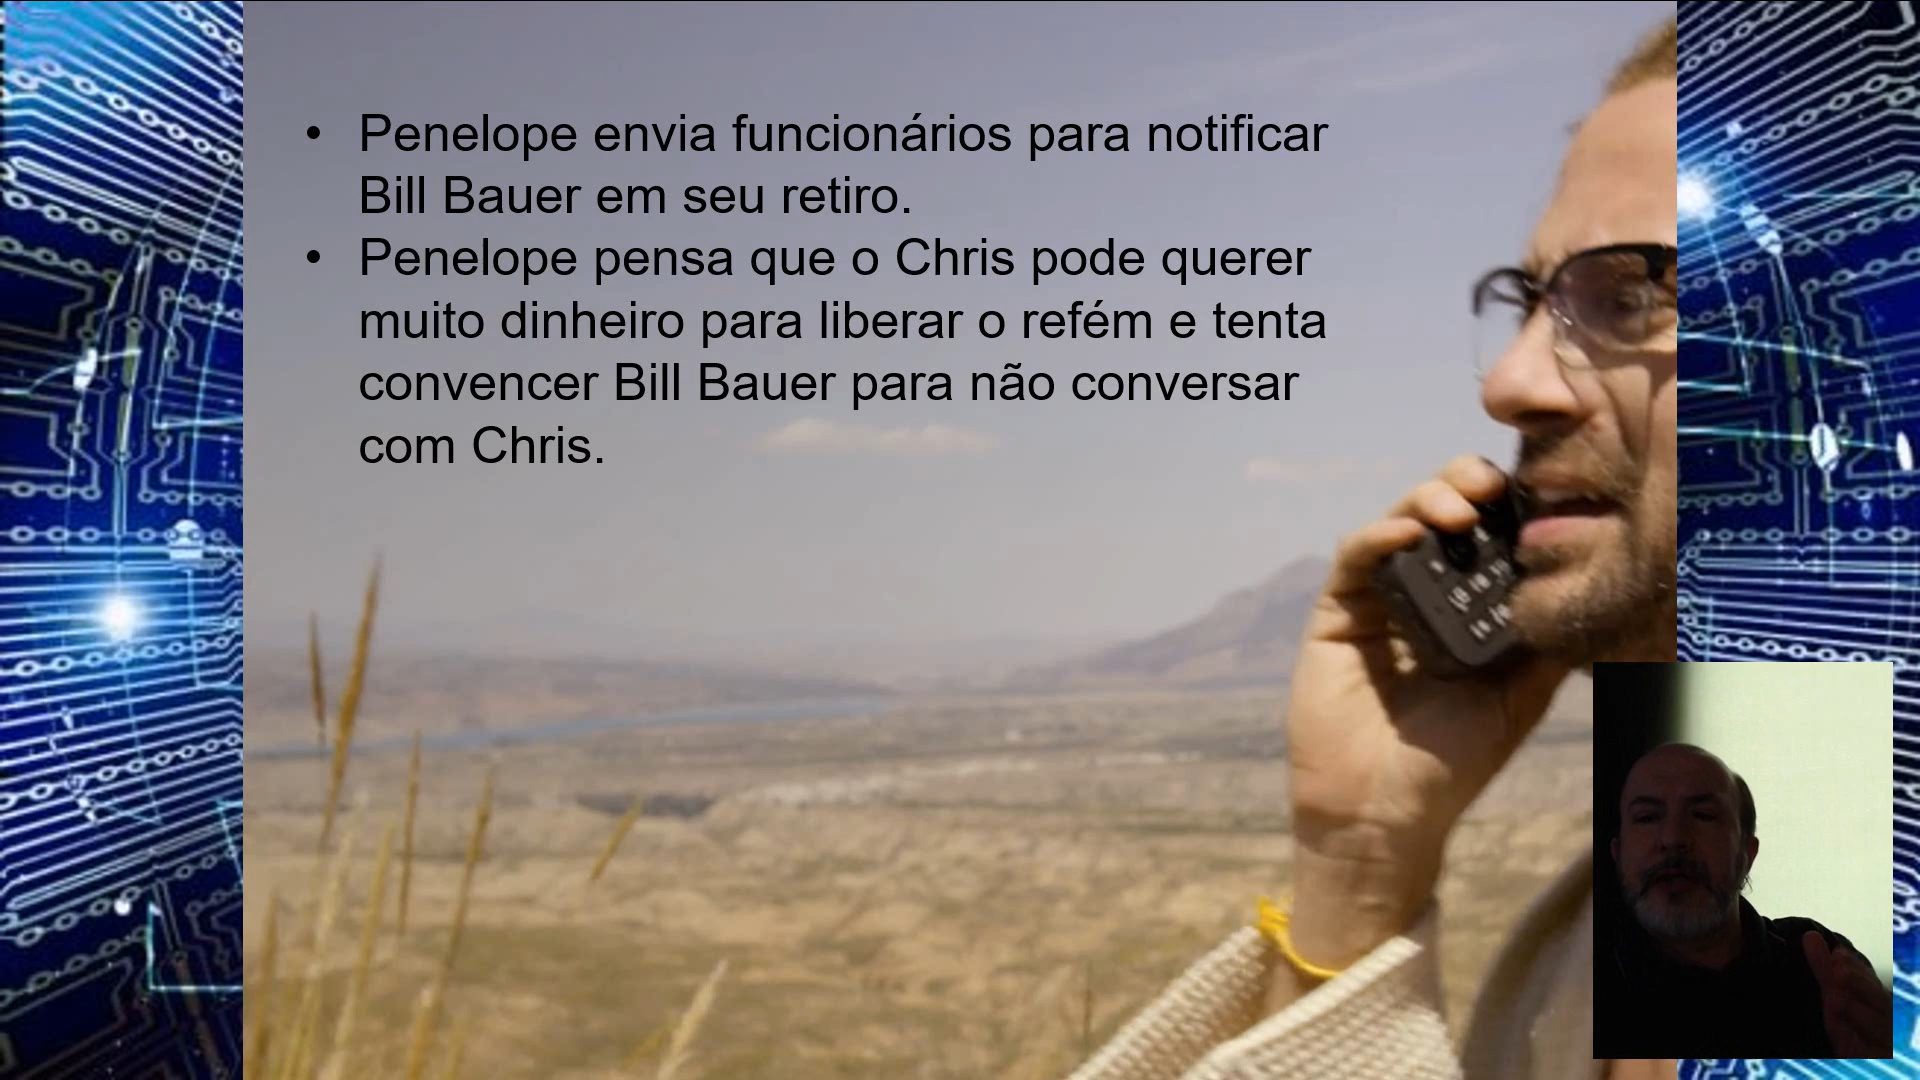 • Penelope envia funcionários para notificar
Bill Bauer em seu retiro.
• Penelope pensa que o Chris pode querer
muito dinheiro para liberar o refém e tenta
convencer Bill Bauer para não conversar
com Chris.